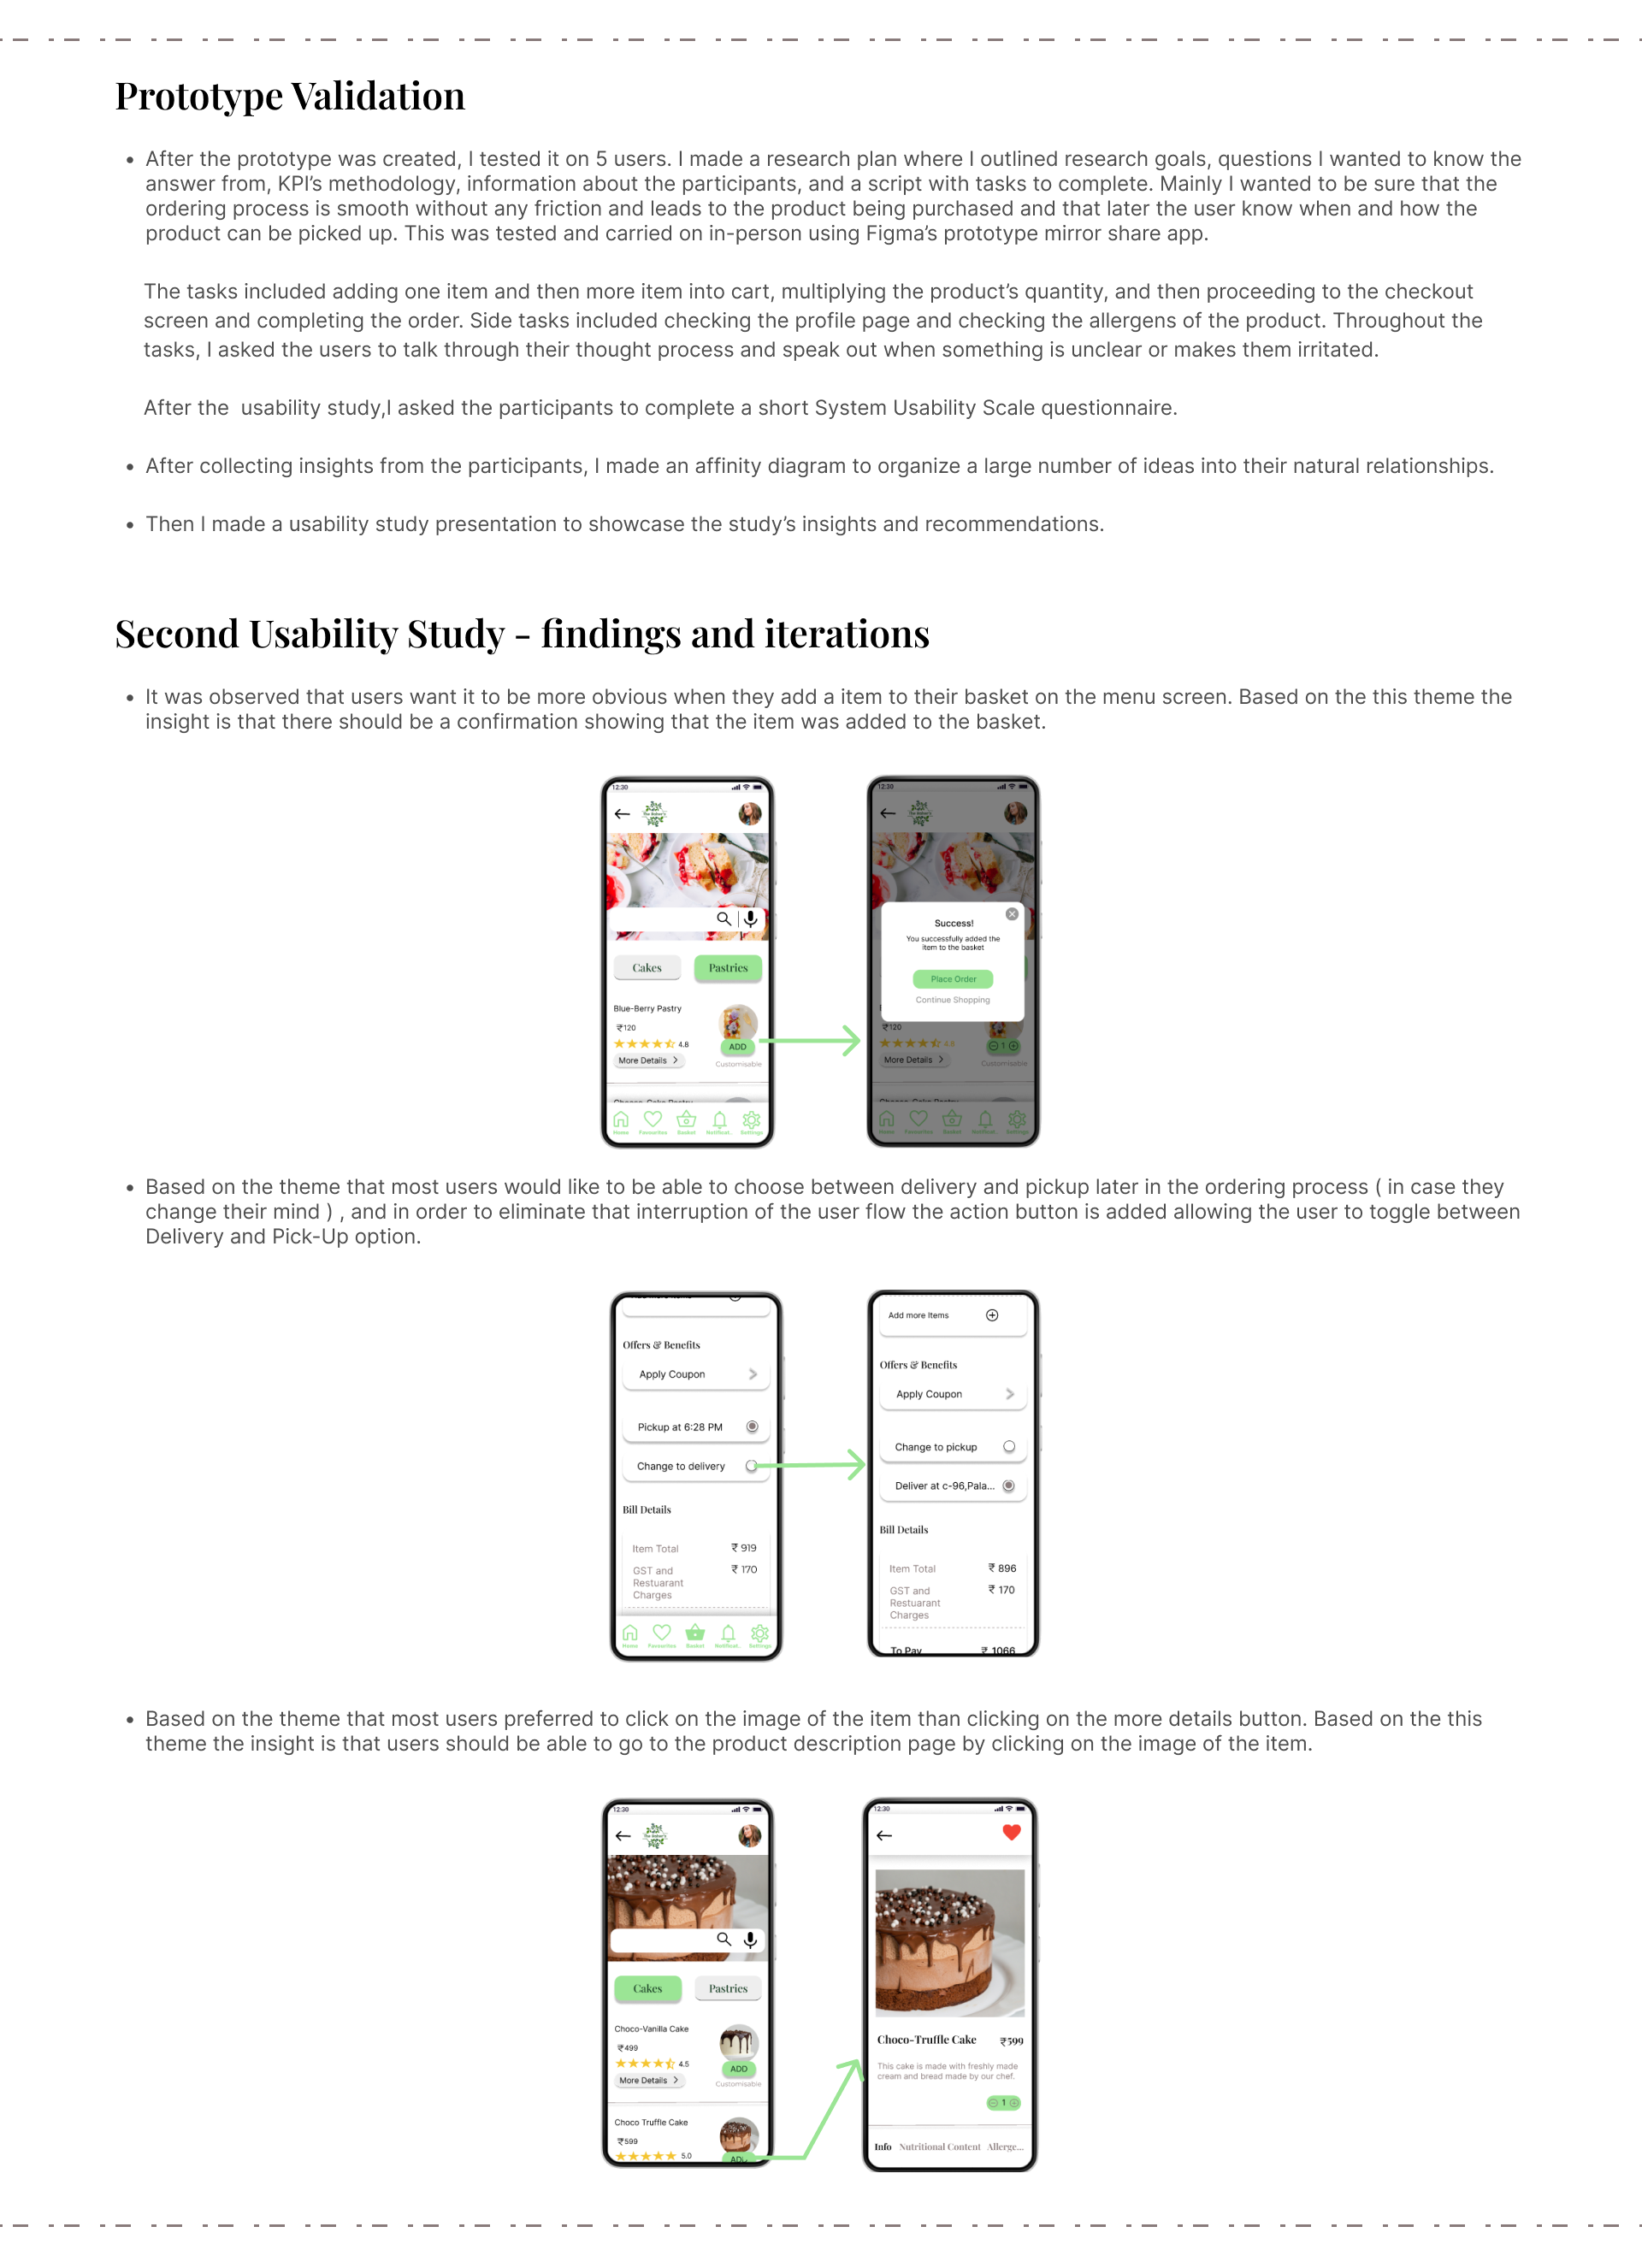 Prototype Validation
• After the prototype was created, I tested it on 5 users. I made a research plan where I outlined research goals, questions I wanted to know the
answer from, KPI’s methodology, information about the participants, and a script with tasks to complete. Mainly I wanted to be sure that the
ordering process is smooth without any friction and leads to the product being purchased and that later the user know when and how the
product can be picked up. This was tested and carried on in-person using Figma’s prototype mirror share app.
The tasks included adding one item and then more item into cart, multiplying the product’s quantity, and then proceeding to the checkout
screen and completing the order. Side tasks included checking the profile page and checking the allergens of the product. Throughout the
tasks, I asked the users to talk through their thought process and speak out when something is unclear or makes them irritated.
After the  usability study,I asked the participants to complete a short System Usability Scale questionnaire.
• After collecting insights from the participants, I made an affinity diagram to organize a large number of ideas into their natural relationships.
• Then I made a usability study presentation to showcase the study’s insights and recommendations.
Second Usability Study - findings and iterations
• It was observed that users want it to be more obvious when they add a item to their basket on the menu screen. Based on the this theme the
insight is that there should be a confirmation showing that the item was added to the basket.
12:30
Cakes
Pastries
Blue-Berry Pastry
₹120
4.8
ADD
More Details
Customisable
Home
Favourites
Basket
Notificat..
Settings
12:30
Success!
You successfully added the
item to the basket
Place Order
Continue Shopping
₹120
4.8
1
More Details
Customisable
Home
Favourites
Basket
Notificat..
Settings
• Based on the theme that most users would like to be able to choose between delivery and pickup later in the ordering process ( in case they
change their mind ) , and in order to eliminate that interruption of the user flow the action button is added allowing the user to toggle between
Delivery and Pick-Up option.
Offers & Benefits
Apply Coupon
Pickup at 6:28 PM
Change to delivery
Bill Details
Item Total ₹ 919
GST and ₹ 170
Restuarant
Charges
Home
Favourites
Basket
Notificat..
Settings
Add more Items
Offers & Benefits
Apply Coupon
Change to pickup
Deliver at c-96,Pala...
Bill Details
Item Total ₹ 896
GST and ₹ 170
Restuarant
Charges
To Pay ₹ 1066
• Based on the theme that most users preferred to click on the image of the item than clicking on the more details button. Based on the this
theme the insight is that users should be able to go to the product description page by clicking on the image of the item.
12:30
Cakes
Pastries
Choco-Vanilla Cake
₹499
4.5
ADD
More Details
Customisable
Choco Truffle Cake
₹599
5.0
ADD
12:30
Choco-Truffle Cake ₹599
This cake is made with freshly made
cream and bread made by our chef.
1
Info Nutritional Content Allerge...